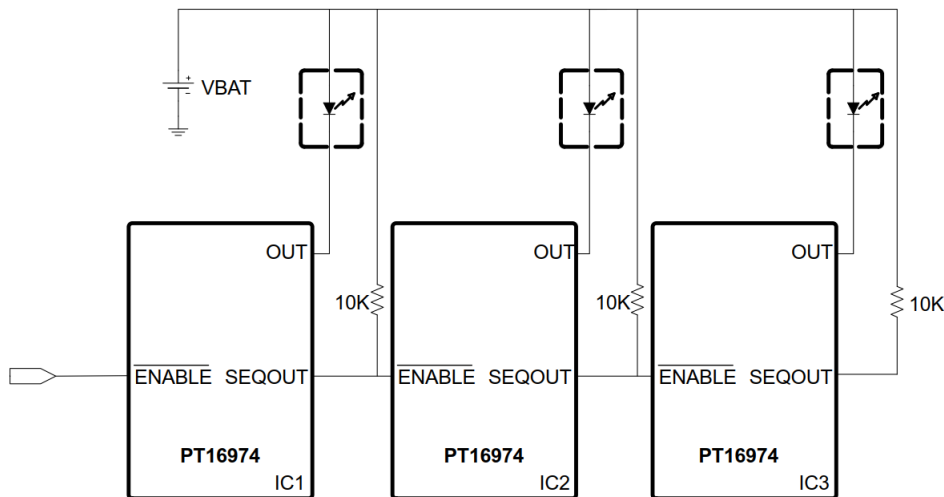 VBAT
OUT
OUT
OUT
10K
10K
10K
ENABLE SEQOUT
ENABLE SEQOUT
ENABLE SEQOUT
PT16974
PT16974
PT16974
IC1
IC2
IC3